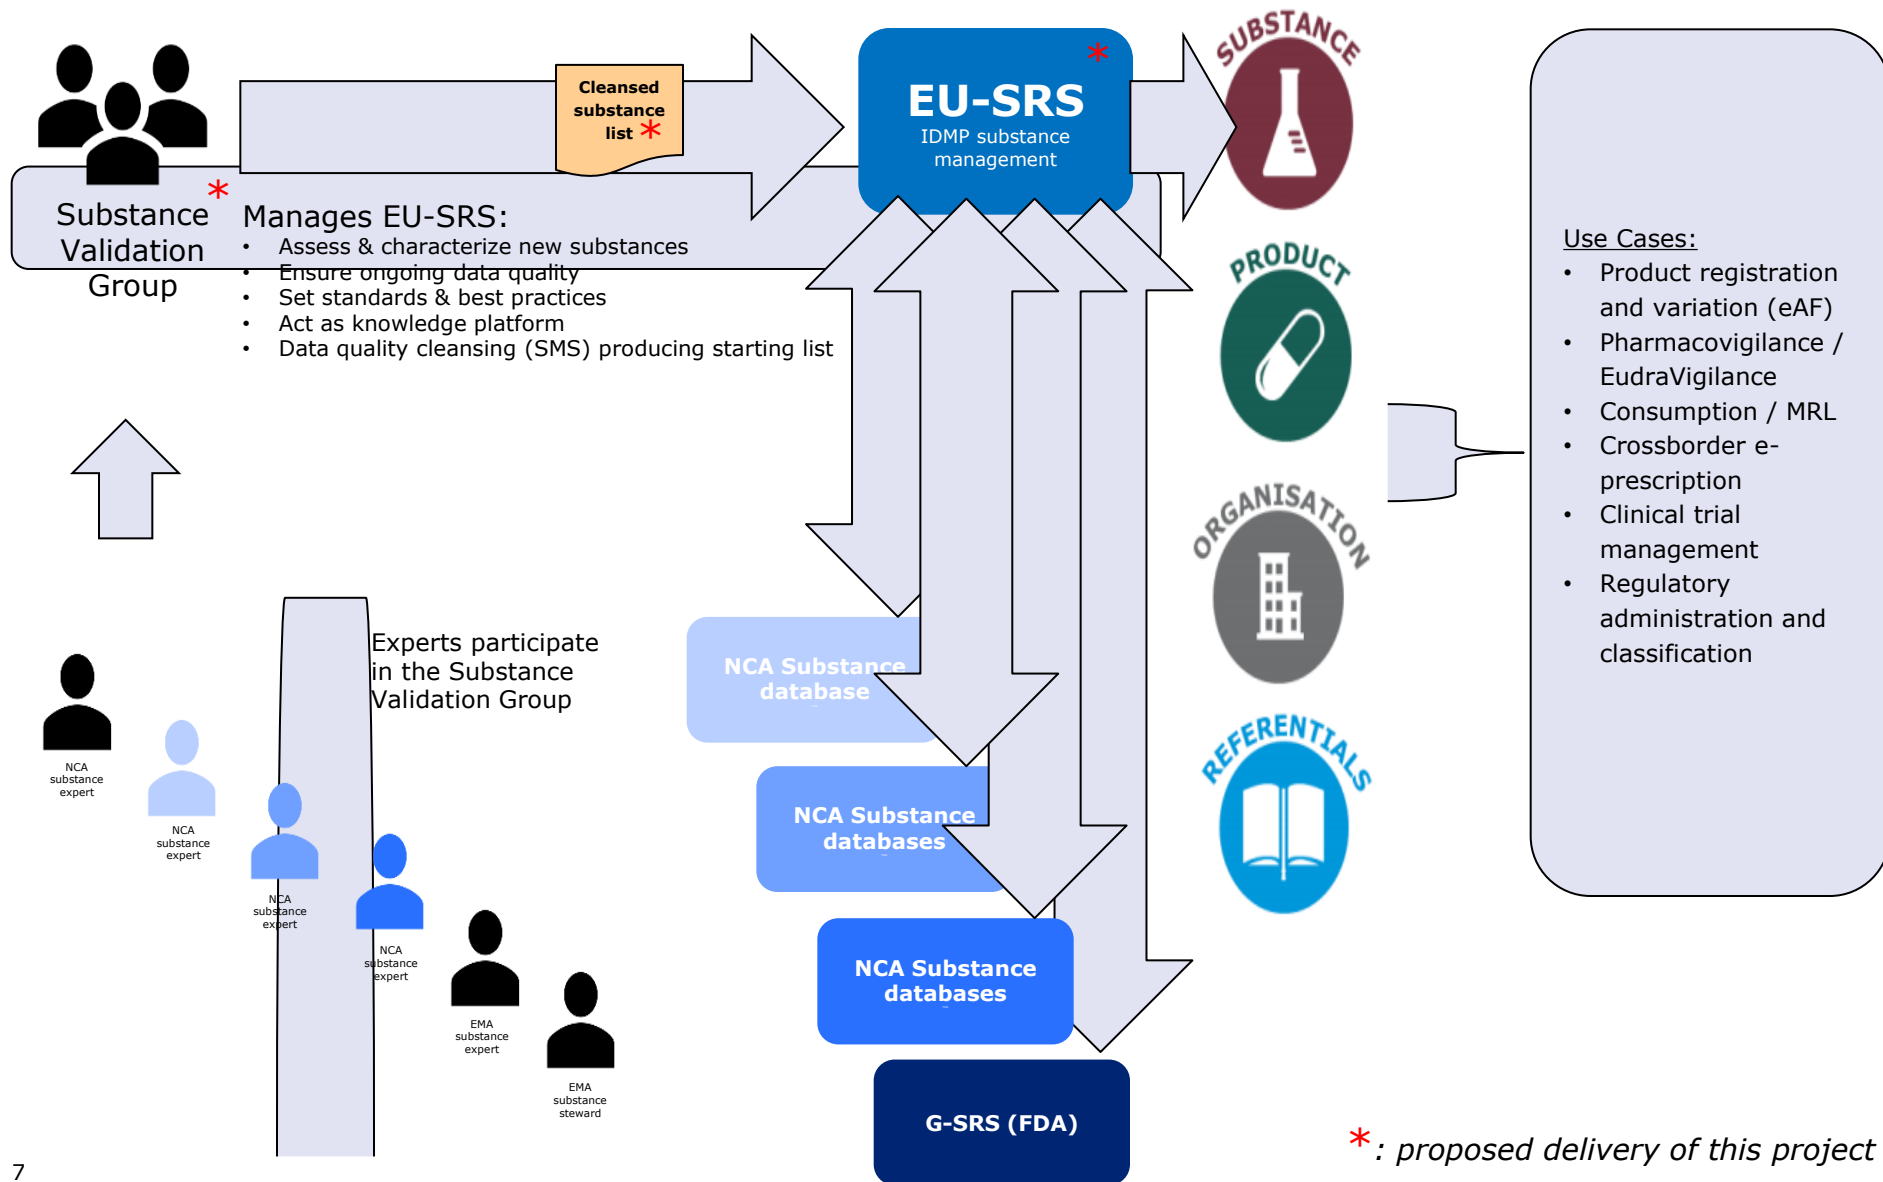 Cleansed
substance
list *
EU-SRS *
IDMP substance
management
SUBSTANCE
Substance *
Validation
Group
Manages EU-SRS:
• Assess & characterize new substances
• Ensure ongoing data quality
• Set standards & best practices
• Act as knowledge platform
• Data quality cleansing (SMS) producing starting list
PRODUCT
ORGANISATION
REFERENTIALS
Use Cases:
• Product registration
and variation (eAF)
• Pharmacovigilance /
EudraVigilance
• Consumption / MRL
• Crossborder e-
prescription
• Clinical trial
management
• Regulatory
administration and
classification
Experts participate
in the Substance
Validation Group
NCA
substance
expert
NCA
substance
expert
NCA
substance
expert
NCA
substance
expert
EMA
substance
expert
EMA
substance
steward
NCA Substance
database
NCA Substance
databases
NCA Substance
databases
G-SRS (FDA)
*: proposed delivery of this project
7